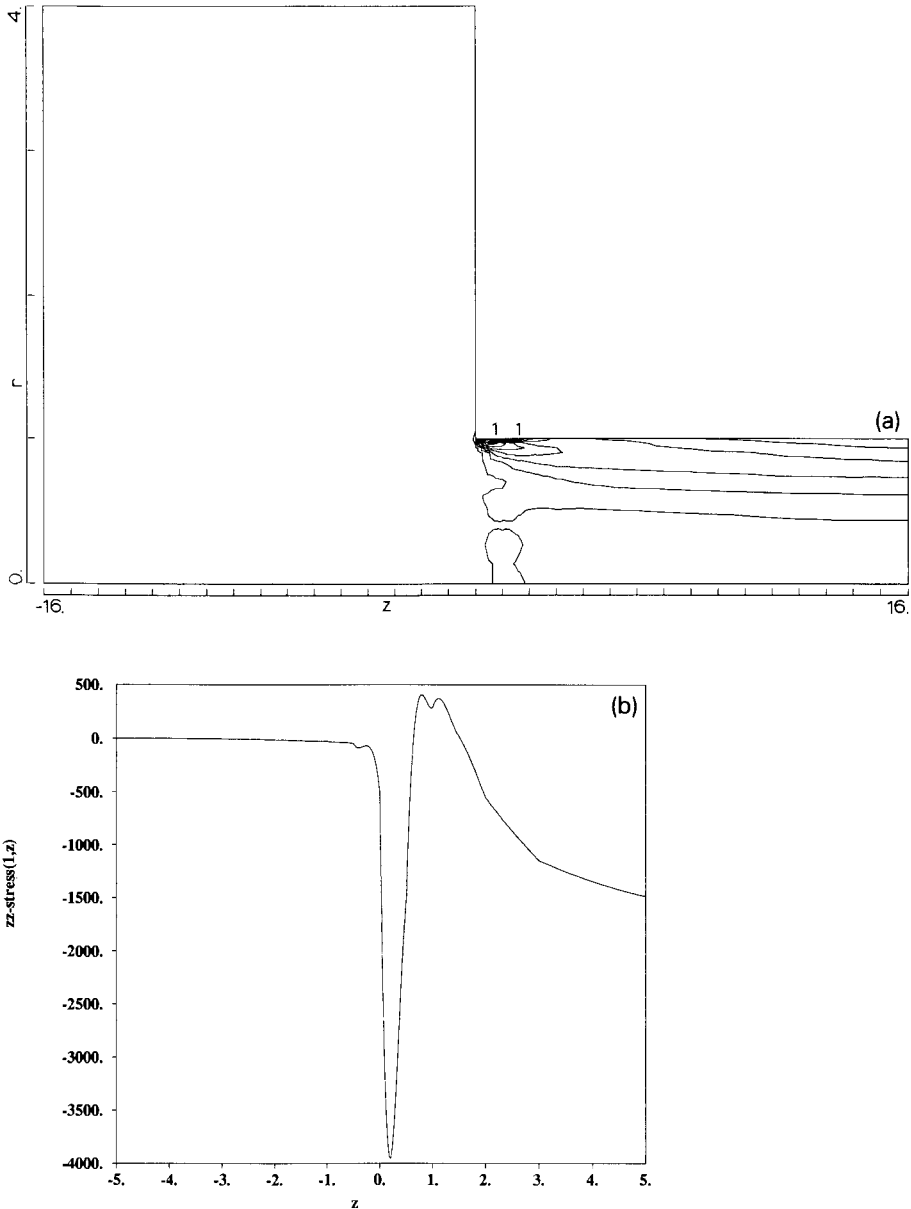 4.
r
0.
1 1
(a)
-16.
z
16.
(b)
500.
0.
-500.
-1000.
-1500.
-2000.
-2500.
-3000.
-3500.
-4000.
zz-stress(1,z)
-5. -4. -3. -2. -1. 0. 1. 2. 3. 4. 5.
z